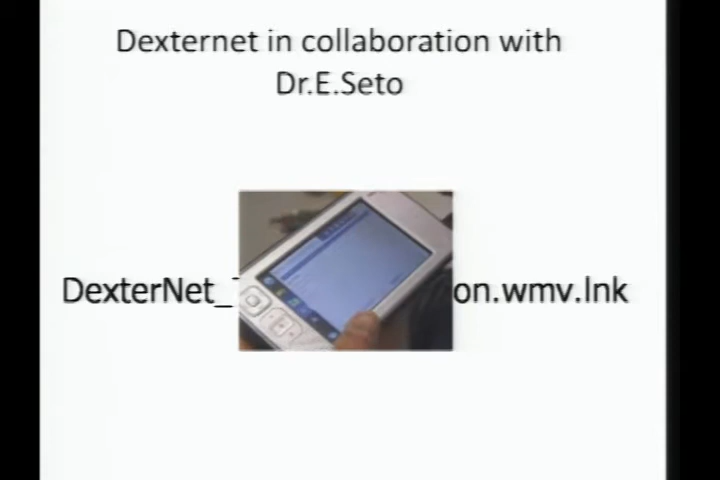 Dexternet in collaboration with
Dr.E.Seto
DexterNet_ on.wmv.lnk